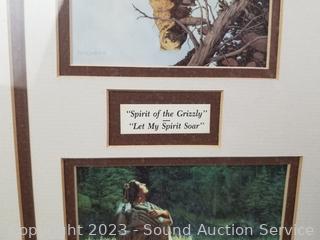 "Spirit of the Grizzly"
"Let My Spirit Soar"
Copyright 2023 - Sound Auction Service